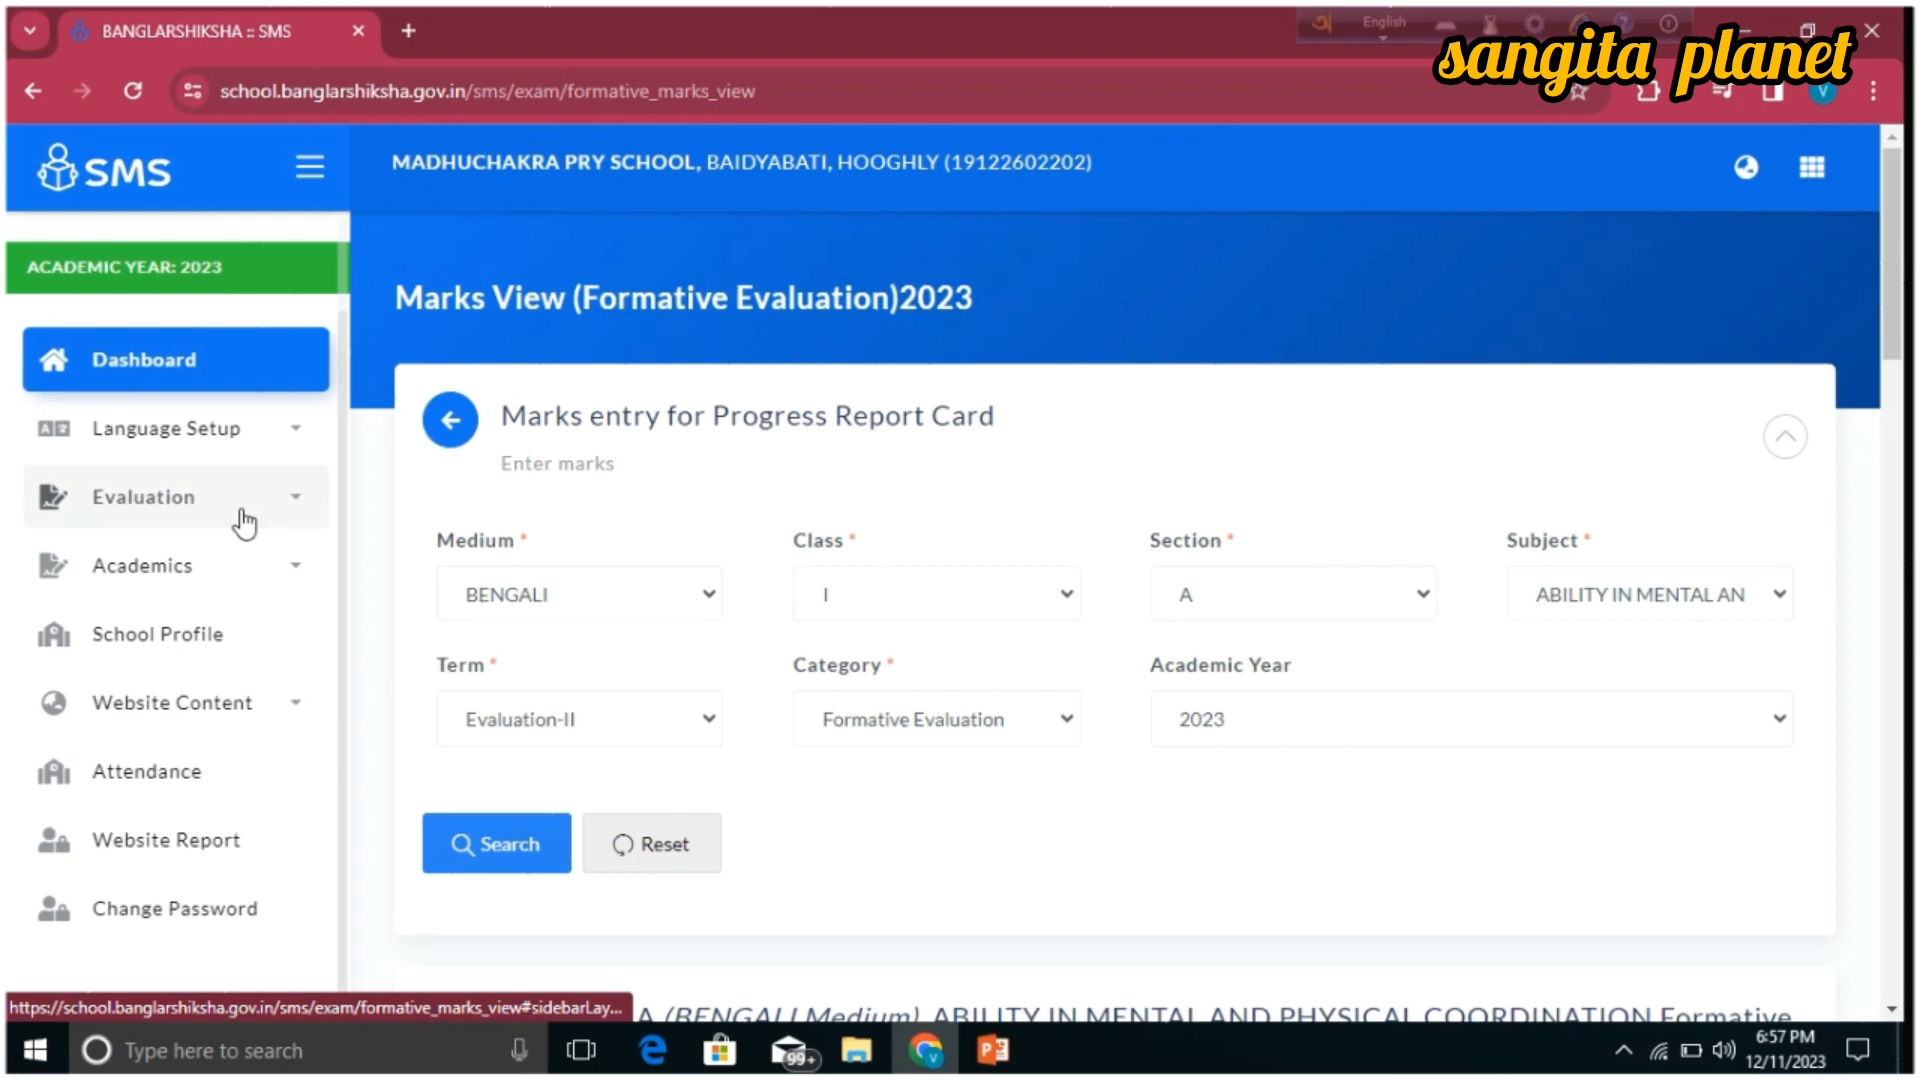 BANGLARSHIKSHA :: SMS
English
sangita planet
school.banglarshiksha.gov.in/sms/exam/formative_marks_view
V
SMS
MADHUCHAKRA PRY SCHOOL, BAIDYABATI, HOOGHLY (19122602202)
ACADEMIC YEAR: 2023
Marks View (Formative Evaluation)2023
Dashboard
Language Setup
Evaluation
Academics
School Profile
Website Content
Attendance
Website Report
Change Password
Marks entry for Progress Report Card
Enter marks
Medium * Class * Section * Subject *
BENGALI I A ABILITY IN MENTAL AN
Term * Category * Academic Year
Evaluation-II Formative Evaluation 2023
Search Reset
https://school.banglarshiksha.gov.in/sms/exam/formative_marks_view#sidebarLay...
A (BENGALI Medium) ABILITY IN MENTAL AND PHYSICAL COORDINATION Formative
Type here to search
99+
6:57 PM
12/11/2023